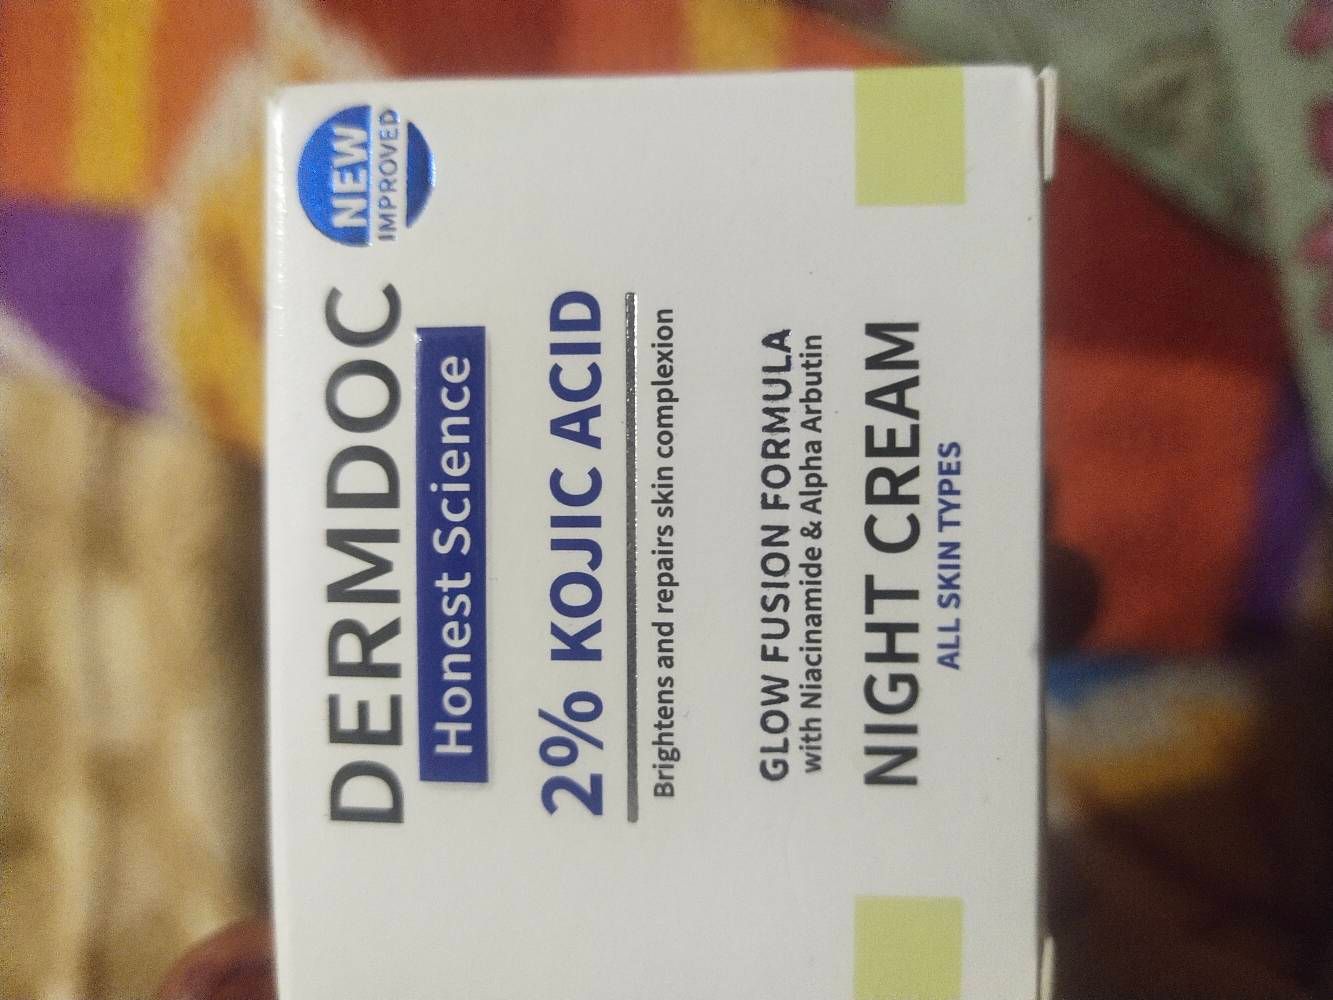 DERMDOC
NEW
IMPROVED
Honest Science
2% KOJIC ACID
Brightens and repairs skin complexion
GLOW FUSION FORMULA
with Niacinamide & Alpha Arbutin
NIGHT CREAM
ALL SKIN TYPES